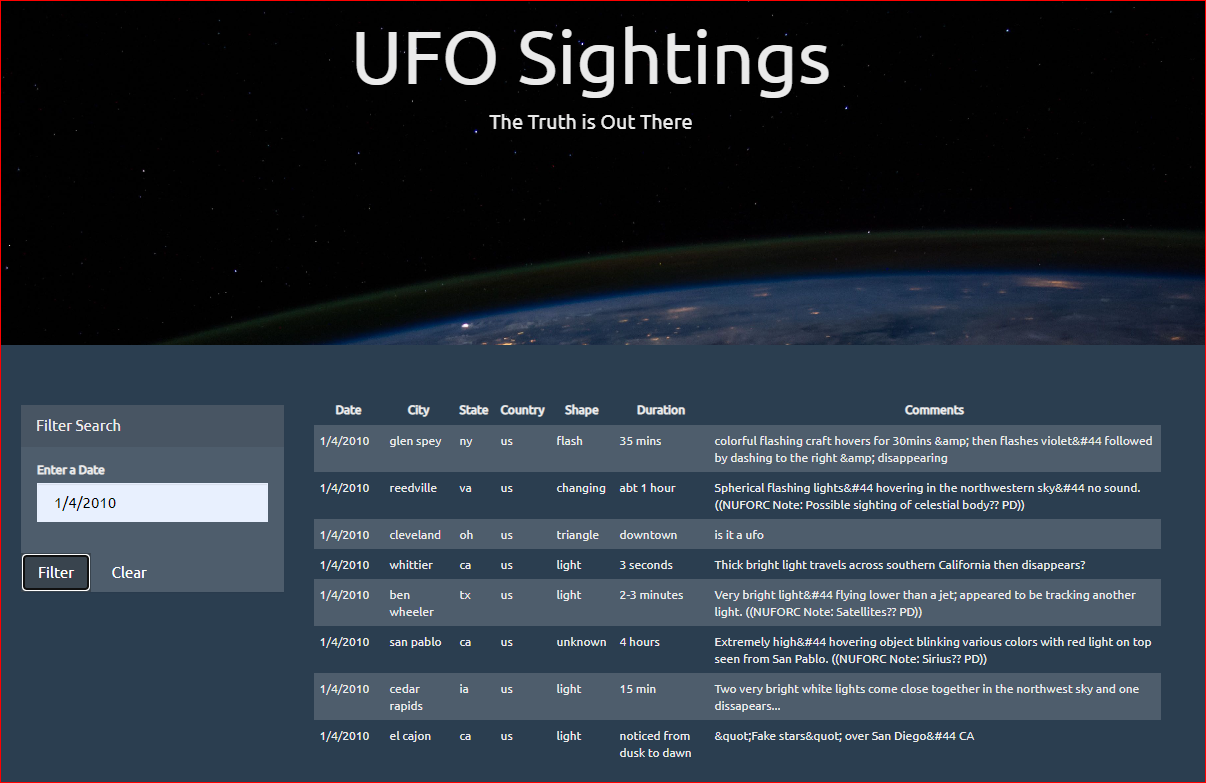 UFO Sightings
The Truth is Out There
Filter Search
Enter a Date
1/4/2010
Filter Clear
Date City State Country Shape Duration Comments
1/4/2010 glen spey ny us flash 35 mins colorful flashing craft hovers for 30mins &amp; then flashes violet&#44 followed
by dashing to the right &amp; disappearing
1/4/2010 reedville va us changing abt 1 hour Spherical flashing lights&#44 hovering in the northwestern sky&#44 no sound.
((NUFORC Note: Possible sighting of celestial body?? PD))
1/4/2010 cleveland oh us triangle downtown is it a ufo
1/4/2010 whittier ca us light 3 seconds Thick bright light travels across southern California then disappears?
1/4/2010 ben tx us light 2-3 minutes Very bright light&#44 flying lower than a jet; appeared to be tracking another
wheeler light. ((NUFORC Note: Satellites?? PD))
1/4/2010 san pablo ca us unknown 4 hours Extremely high&#44 hovering object blinking various colors with red light on top
seen from San Pablo. ((NUFORC Note: Sirius?? PD))
1/4/2010 cedar ia us light 15 min Two very bright white lights come close together in the northwest sky and one
rapids dissapears...
1/4/2010 el cajon ca us light noticed from &quot;Fake stars&quot; over San Diego&#44 CA
dusk to dawn